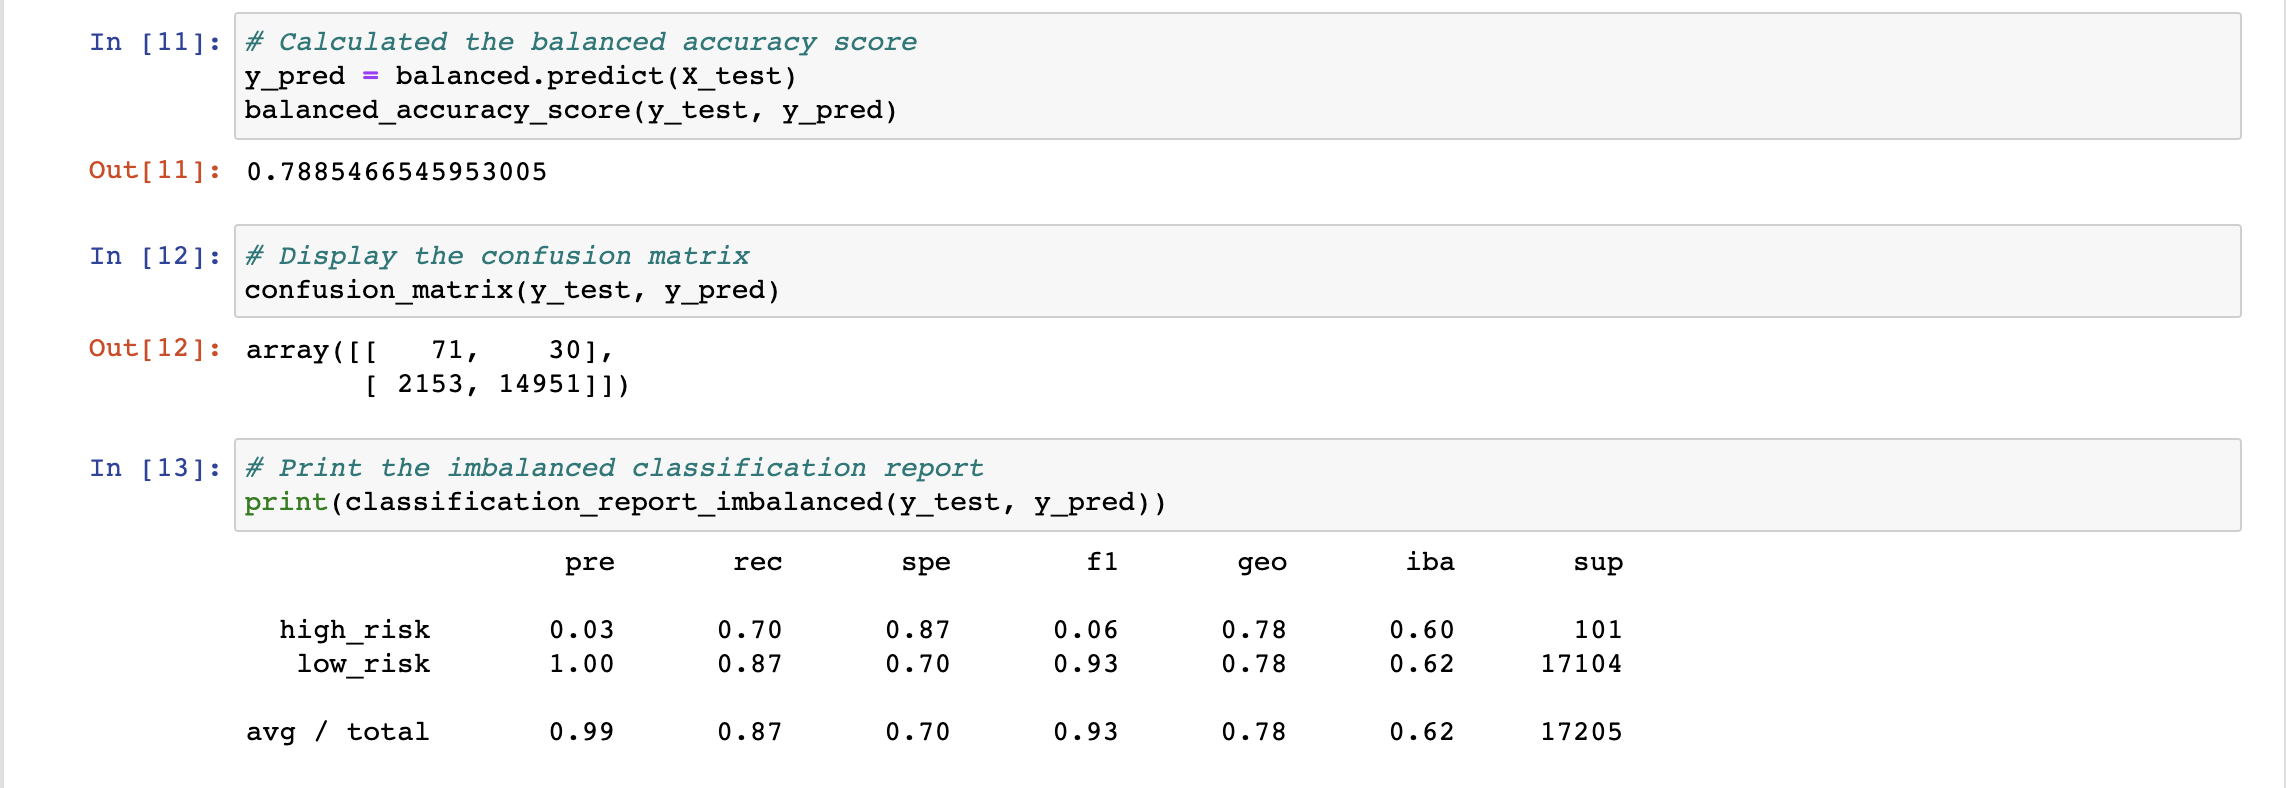 In [11]: # Calculated the balanced accuracy score
y_pred = balanced.predict(X_test)
balanced_accuracy_score(y_test, y_pred)
Out[11]: 0.7885466545953005
In [12]: # Display the confusion matrix
confusion_matrix(y_test, y_pred)
Out[12]: array([[   71,    30],
       [ 2153, 14951]])
In [13]: # Print the imbalanced classification report
print(classification_report_imbalanced(y_test, y_pred))
pre rec spe f1 geo iba sup
high_risk 0.03 0.70 0.87 0.06 0.78 0.60 101
low_risk 1.00 0.87 0.70 0.93 0.78 0.62 17104
avg / total 0.99 0.87 0.70 0.93 0.78 0.62 17205